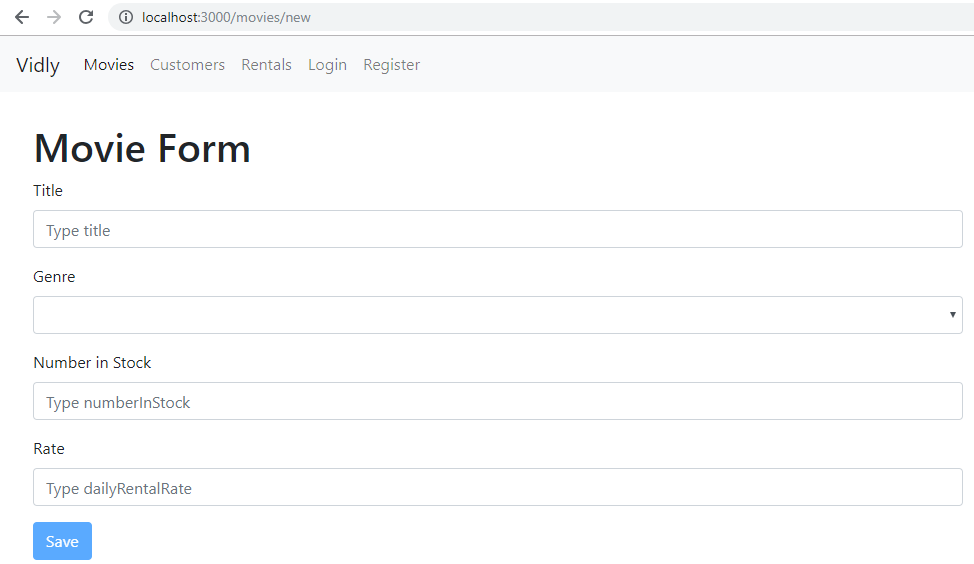 localhost:3000/movies/new
Vidly Movies Customers Rentals Login Register
Movie Form
Title
Type title
Genre
Number in Stock
Type numberInStock
Rate
Type dailyRentalRate
Save